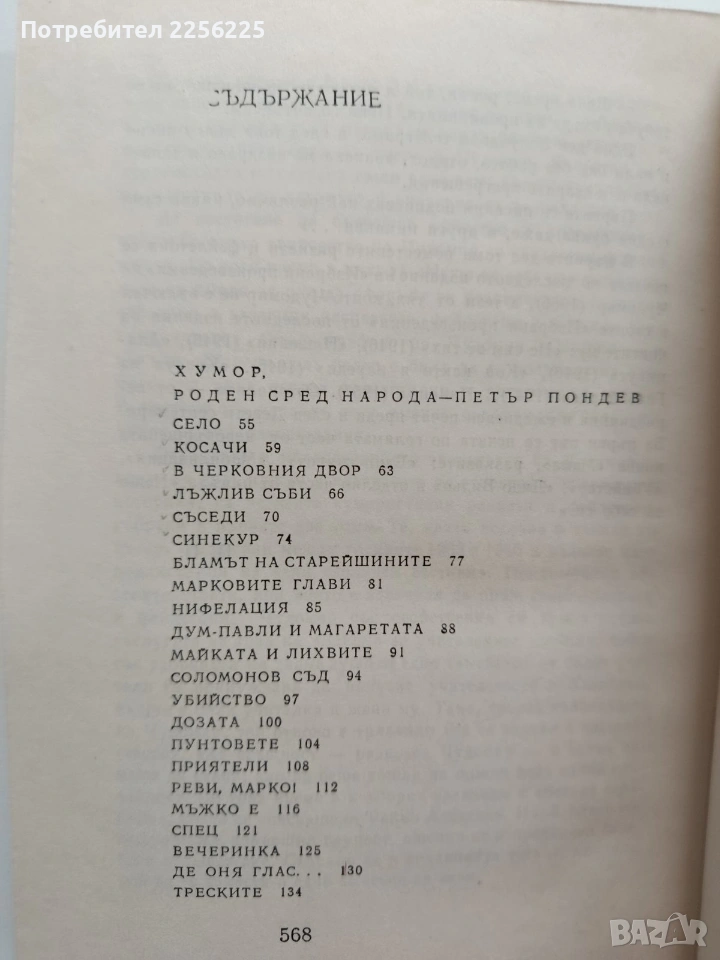 Потребител 2256225
СЪДЪРЖАНИЕ
ХУМОР,
РОДЕН СРЕД НАРОДА—ПЕТЪР ПОНДЕВ
СЕЛО 55
КОСАЧИ 59
В ЧЕРКОВНИЯ ДВОР 63
ЛЪЖЛИВ СЪБИ 66
СЪСЕДИ 70
СИНЕКУР 74
БЛАМЪТ НА СТАРЕЙШИНИТЕ 77
МАРКОВИТЕ ГЛАВИ 81
НИФЕЛАЦИЯ 85
ДУМ-ПАВЛИ И МАГАРЕТАТА 88
МАЙКАТА И ЛИХВИТЕ 91
СОЛОМОНОВ СЪД 94
УБИЙСТВО 97
ДОЗАТА 100
ПУНТОВЕТЕ 104
ПРИЯТЕЛИ 108
РЕВИ, МАРКО! 112
МЪЖКО Е 116
СПЕЦ 121
ВЕЧЕРИНКА 125
ДЕ ОНЯ ГЛАС... 130
ТРЕСКИТЕ 134
568
BAZAR